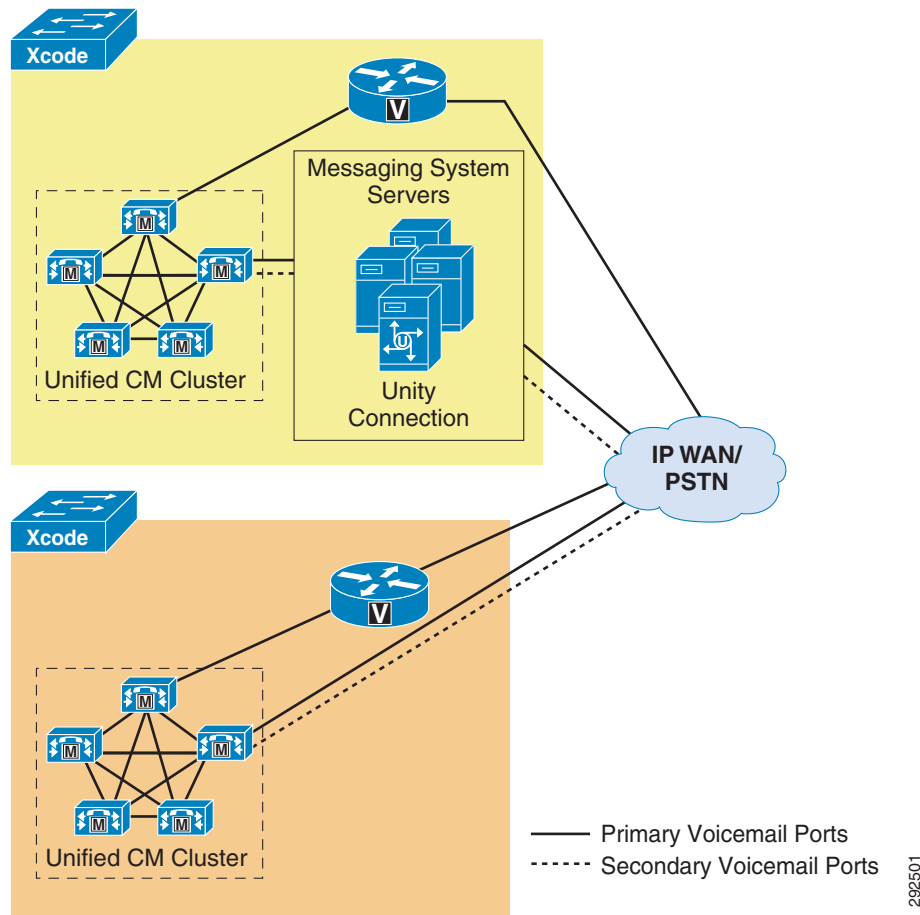 Xcode
V
Messaging System
Servers
M
M
M
M
M
U
Unified CM Cluster
Unity
Connection
IP WAN/
PSTN
Xcode
V
M
M
M
M
M
Unified CM Cluster
Primary Voicemail Ports
Secondary Voicemail Ports
292501